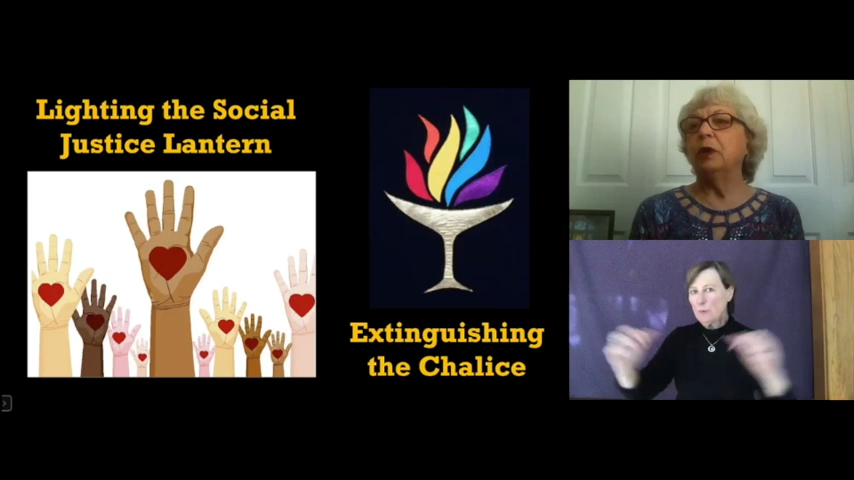 Lighting the Social
Justice Lantern
Extinguishing
the Chalice